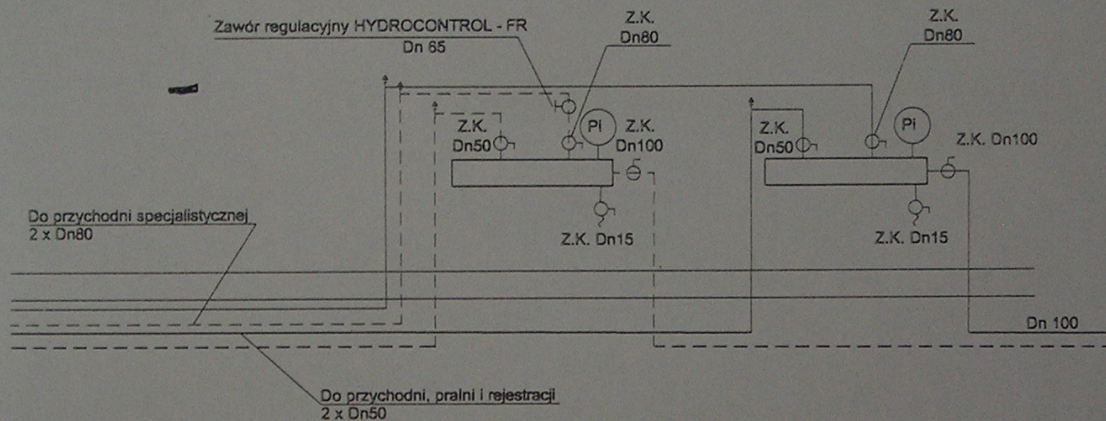 Zawór regulacyjny HYDROCONTROL - FR
Dn 65
Z.K.
Dn80
Z.K.
Dn80
Z.K.
Dn50
Pi
Z.K.
Dn100
Z.K.
Dn50
Pi
Z.K. Dn100
Z.K. Dn15
Z.K. Dn15
Do przychodni specjalistycznej
2 x Dn80
Dn 100
Do przychodni, pralni i rejestracji
2 x Dn50